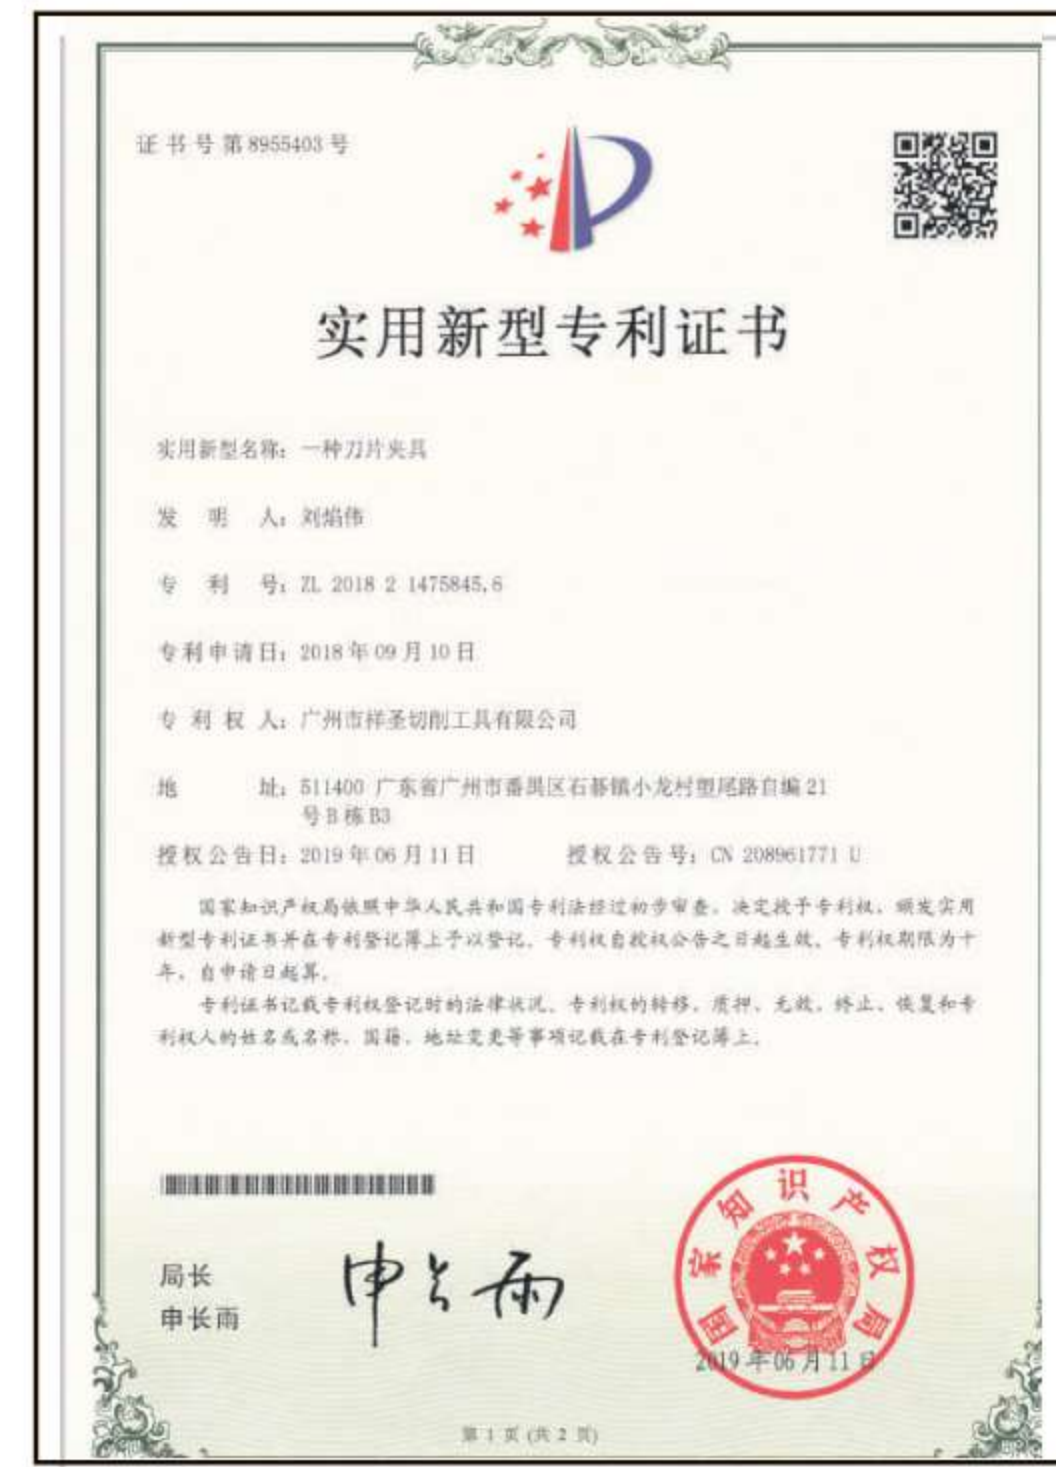 证书号第8955403号
实用新型专利证书
实用新型名称：一种刀片夹具
发明人：刘焰伟
专利号：ZL 2018 2 1475845.6
专利申请日：2018年09月10日
专利权人：广州市祥圣切削工具有限公司
地址：511400 广东省广州市番禺区石碁镇小龙村塱尾路自编21
号B栋B3
授权公告日：2019年06月11日 授权公告号：CN 208961771 U
国家知识产权局依照中华人民共和国专利法经过初步审查，决定授予专利权，颁发实用
新型专利证书并在专利登记簿上予以登记。专利权自授权公告之日起生效。专利权期限为十
年，自申请日起算。
专利证书记载专利权登记时的法律状况。专利权的转移、质押、无效、终止、恢复和专
利权人的姓名或名称、国籍、地址变更等事项记载在专利登记簿上。
局长
申长雨
申长雨
国家知识产权局
2019年06月11日
第 1 页 (共 2 页)